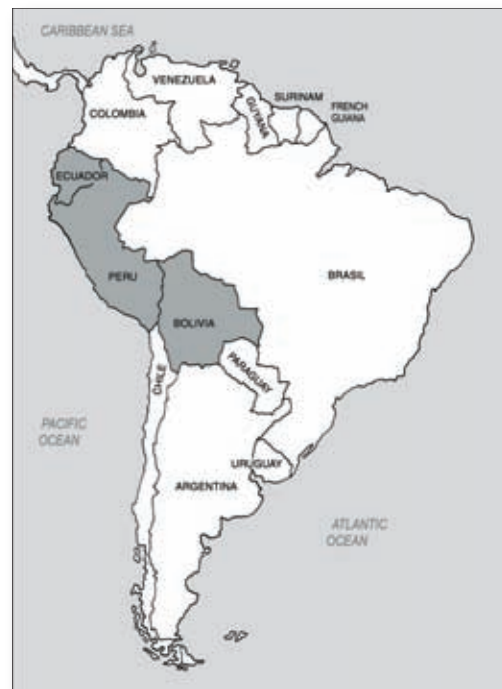 CARIBBEAN SEA
VENEZUELA
SURINAM
FRENCH
GUIANA
GUYANA
COLOMBIA
ECUADOR
PERU
BRASIL
BOLIVIA
PARAGUAY
CHILE
PACIFIC
OCEAN
URUGUAY
ARGENTINA
ATLANTIC
OCEAN